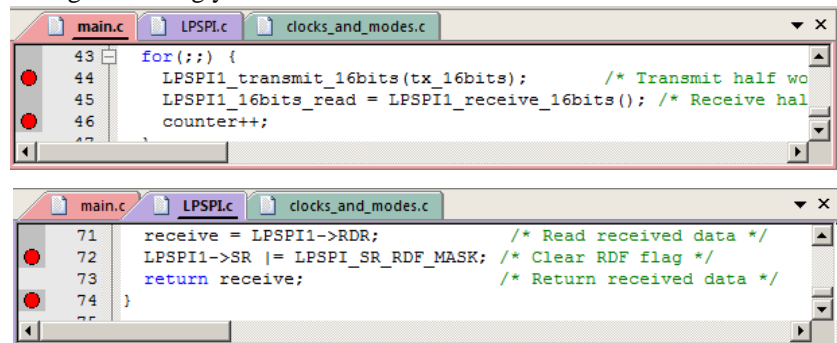 main.c LPSPI.c clocks_and_modes.c
43 for(;;) {
44 LPSPI1_transmit_16bits(tx_16bits); /* Transmit half wo
45 LPSPI1_16bits_read = LPSPI1_receive_16bits(); /* Receive hal
46 counter++;
main.c LPSPI.c clocks_and_modes.c
71 receive = LPSPI1->RDR; /* Read received data */
72 LPSPI1->SR |= LPSPI_SR_RDF_MASK; /* Clear RDF flag */
73 return receive; /* Return received data */
74 }